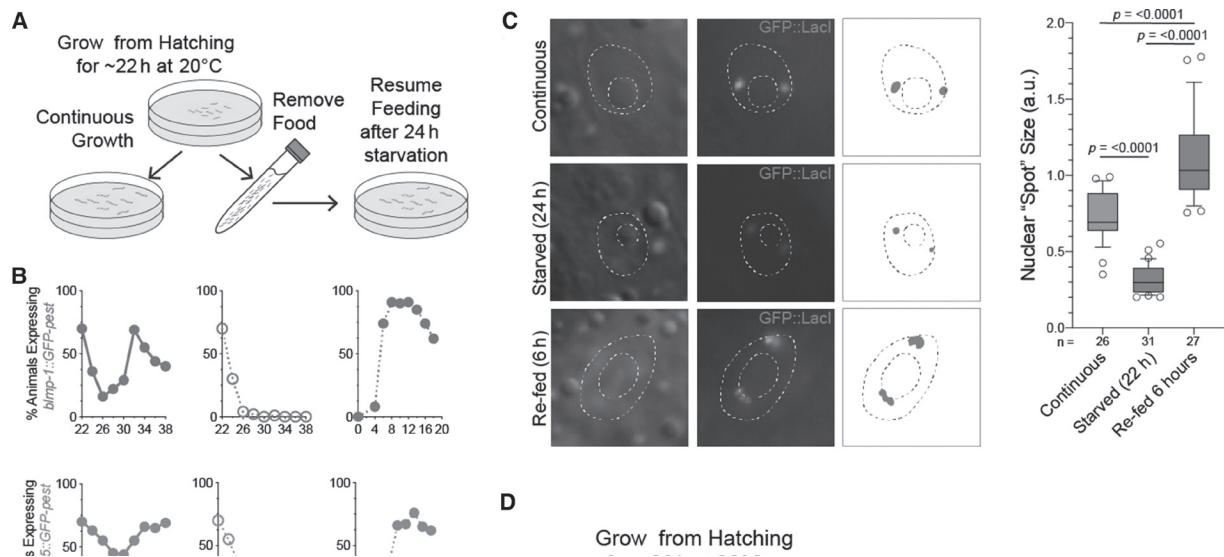 A
Grow from Hatching
for ~22 h at 20°C
Continuous
Growth
Remove
Food
Resume
Feeding
after 24 h
starvation
B
% Animals Expressing
blmp-1::GFP-pest
100
50
0
22 26 30 34 38
100
50
0
22 26 30 34 38
100
50
0
0 4 8 12 16 20
s Expressing
5::GFP-pest
100
50
100
50
100
50
C
Continuous
GFP::LacI
Starved (24 h)
GFP::LacI
Re-fed (6 h)
GFP::LacI
Nuclear “Spot” Size (a.u.)
2.0
1.5
1.0
0.5
0.0
p = <0.0001
p = <0.0001
p = <0.0001
n = 26 31 27
Continuous
Starved (22 h)
Re-fed 6 hours
D
Grow from Hatching